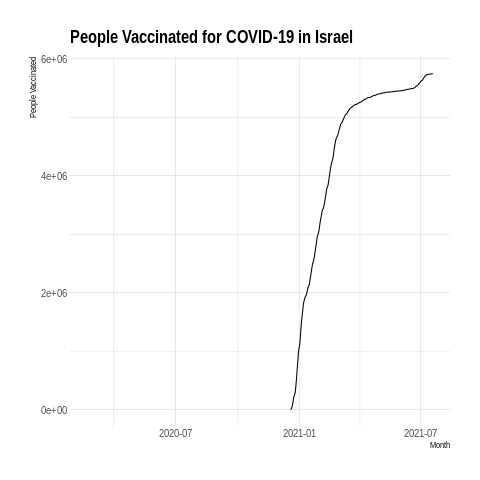 People Vaccinated for COVID-19 in Israel
People Vaccinated
6e+06
4e+06
2e+06
0e+00
2020-07
2021-01
2021-07
Month